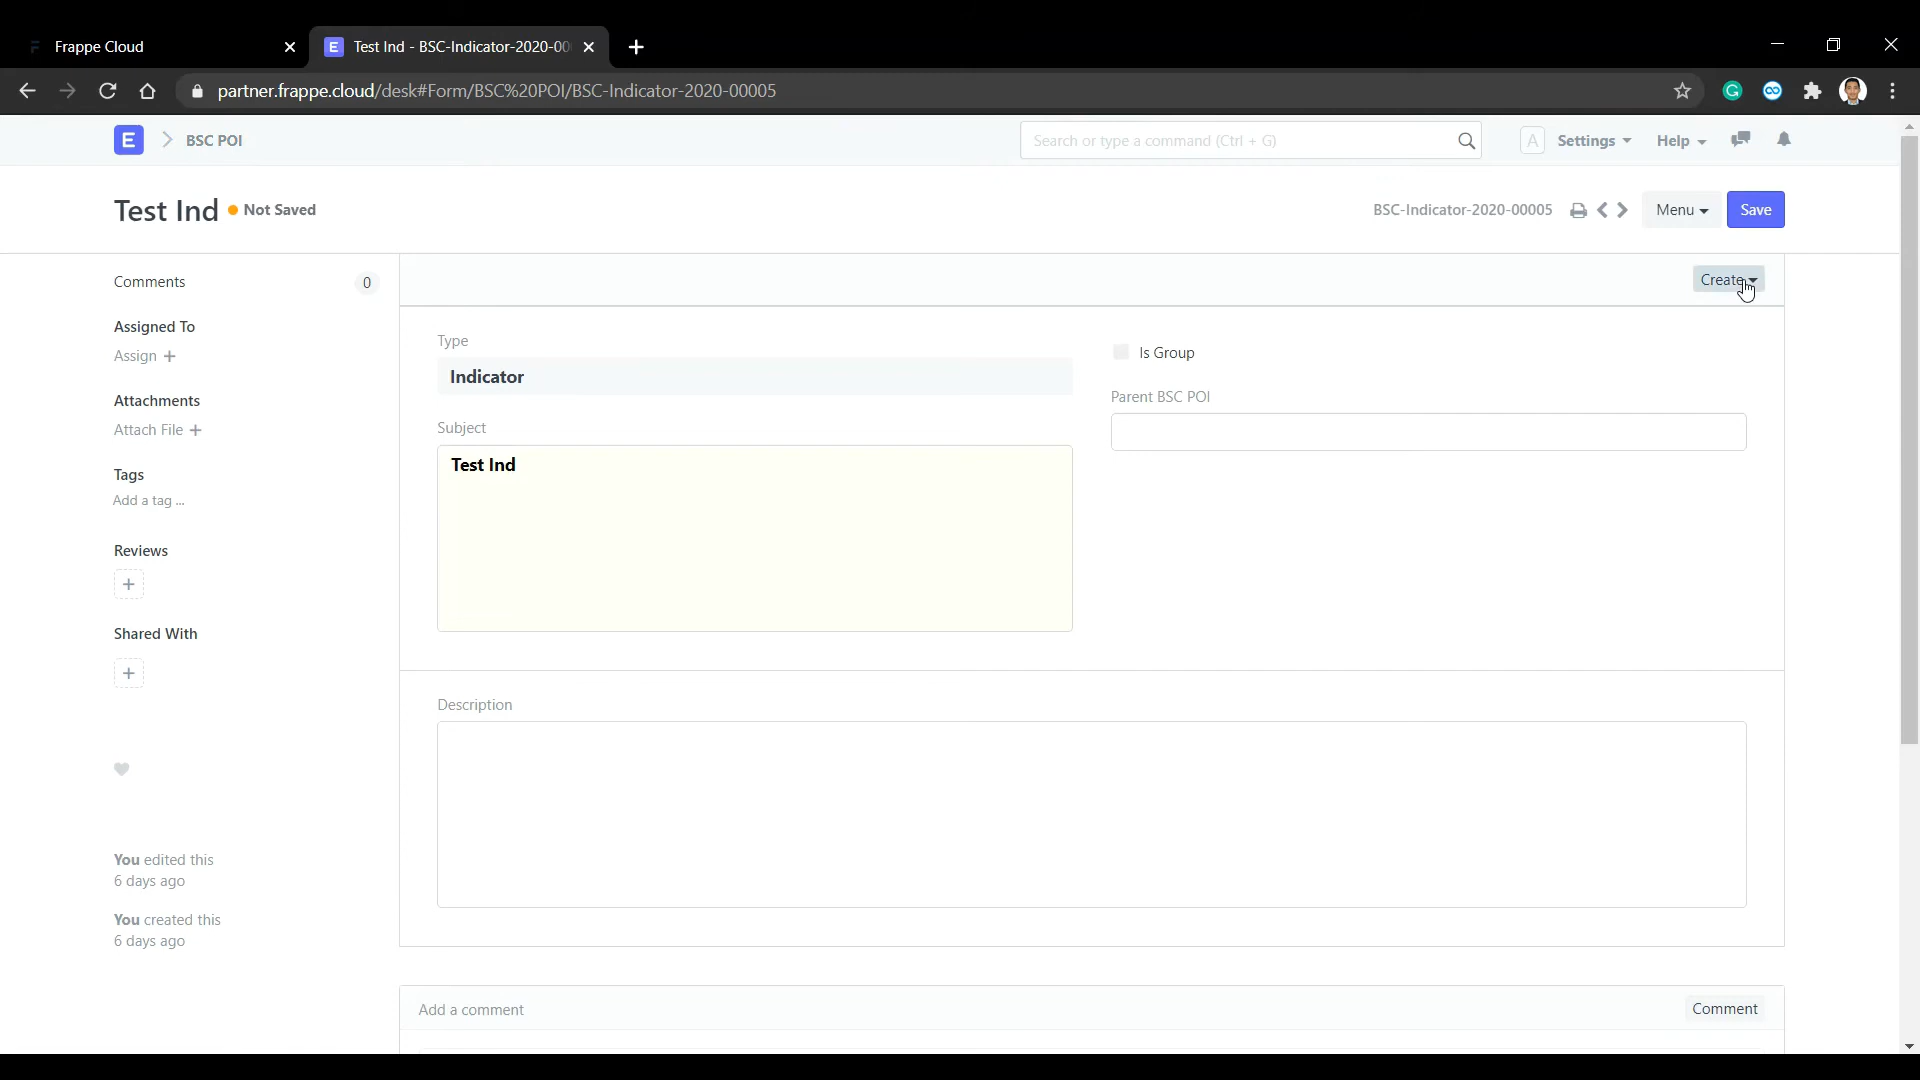 Frappe Cloud
E Test Ind - BSC-Indicator-2020-00
partner.frappe.cloud/desk#Form/BSC%20POI/BSC-Indicator-2020-00005
E BSC POI
Search or type a command (Ctrl + G)
A Settings Help
Test Ind Not Saved
BSC-Indicator-2020-00005 Menu Save
Comments 0
Create
Assigned To
Assign +
Attachments
Attach File +
Tags
Add a tag ...
Reviews
+
Shared With
+
You edited this
6 days ago
You created this
6 days ago
Type
Indicator
Subject
Test Ind
Is Group
Parent BSC POI
Description
Add a comment
Comment